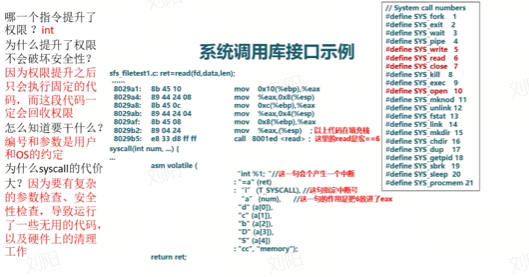 哪一个指令提升了
权限？int
为什么提升了权限
不会破坏安全性？
因为权限提升之后
只会执行固定的代
码，而这段代码一
定会回收权限
怎么知道要干什么？
编号和参数是用户
和OS的约定
为什么syscall的代价
大？因为要有复杂
的参数检查、安全
性检查，导致运行
了一些无用的代码，
以及硬件上的清理
工作
系统调用库接口示例
sfs_filetest1.c: ret=read(fd,data,len);
......
8029a1: 8b 45 10 mov 0x10(%ebp),%eax
8029a4: 89 44 24 08 mov %eax,0x8(%esp)
8029a8: 8b 45 0c mov 0xc(%ebp),%eax
8029ab: 89 44 24 04 mov %eax,0x4(%esp)
8029af: 8b 45 08 mov 0x8(%ebp),%eax
8029b2: 89 04 24 mov %eax,(%esp) ；以上代码在填充栈
8029b5: e8 33 d8 ff ff call 8001ed <read> ；这里的read是宏==6
syscall(int num, ...) {
...
asm volatile (
"int %1;" //这一句会产生一个中断
: "=a" (ret)
: "i" (T_SYSCALL), //这句指定中断号
"a" (num), //这一句的作用是把6放进了eax
"d" (a[0]),
"c" (a[1]),
"b" (a[2]),
"D" (a[3]),
"S" (a[4])
: "cc", "memory");
return ret;
// System call numbers
#define SYS_fork 1
#define SYS_exit 2
#define SYS_wait 3
#define SYS_pipe 4
#define SYS_write 5
#define SYS_read 6
#define SYS_close 7
#define SYS_kill 8
#define SYS_exec 9
#define SYS_open 10
#define SYS_mknod 11
#define SYS_unlink 12
#define SYS_fstat 13
#define SYS_link 14
#define SYS_mkdir 15
#define SYS_chdir 16
#define SYS_dup 17
#define SYS_getpid 18
#define SYS_sbrk 19
#define SYS_sleep 20
#define SYS_procmem 21
刘阳